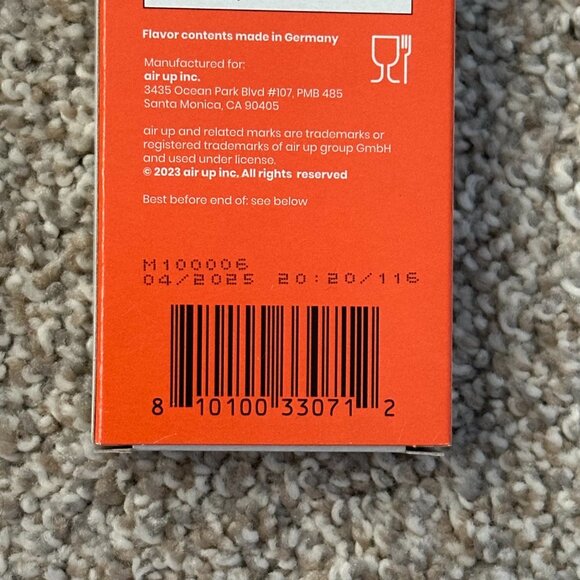 Flavor contents made in Germany
Manufactured for:
air up inc.
3435 Ocean Park Blvd #107, PMB 485
Santa Monica, CA 90405
air up and related marks are trademarks or
registered trademarks of air up group GmbH
and used under license.
© 2023 air up inc, All rights reserved
Best before end of: see below
M100006
04/2025 20:20/116
8 10100 33071 2